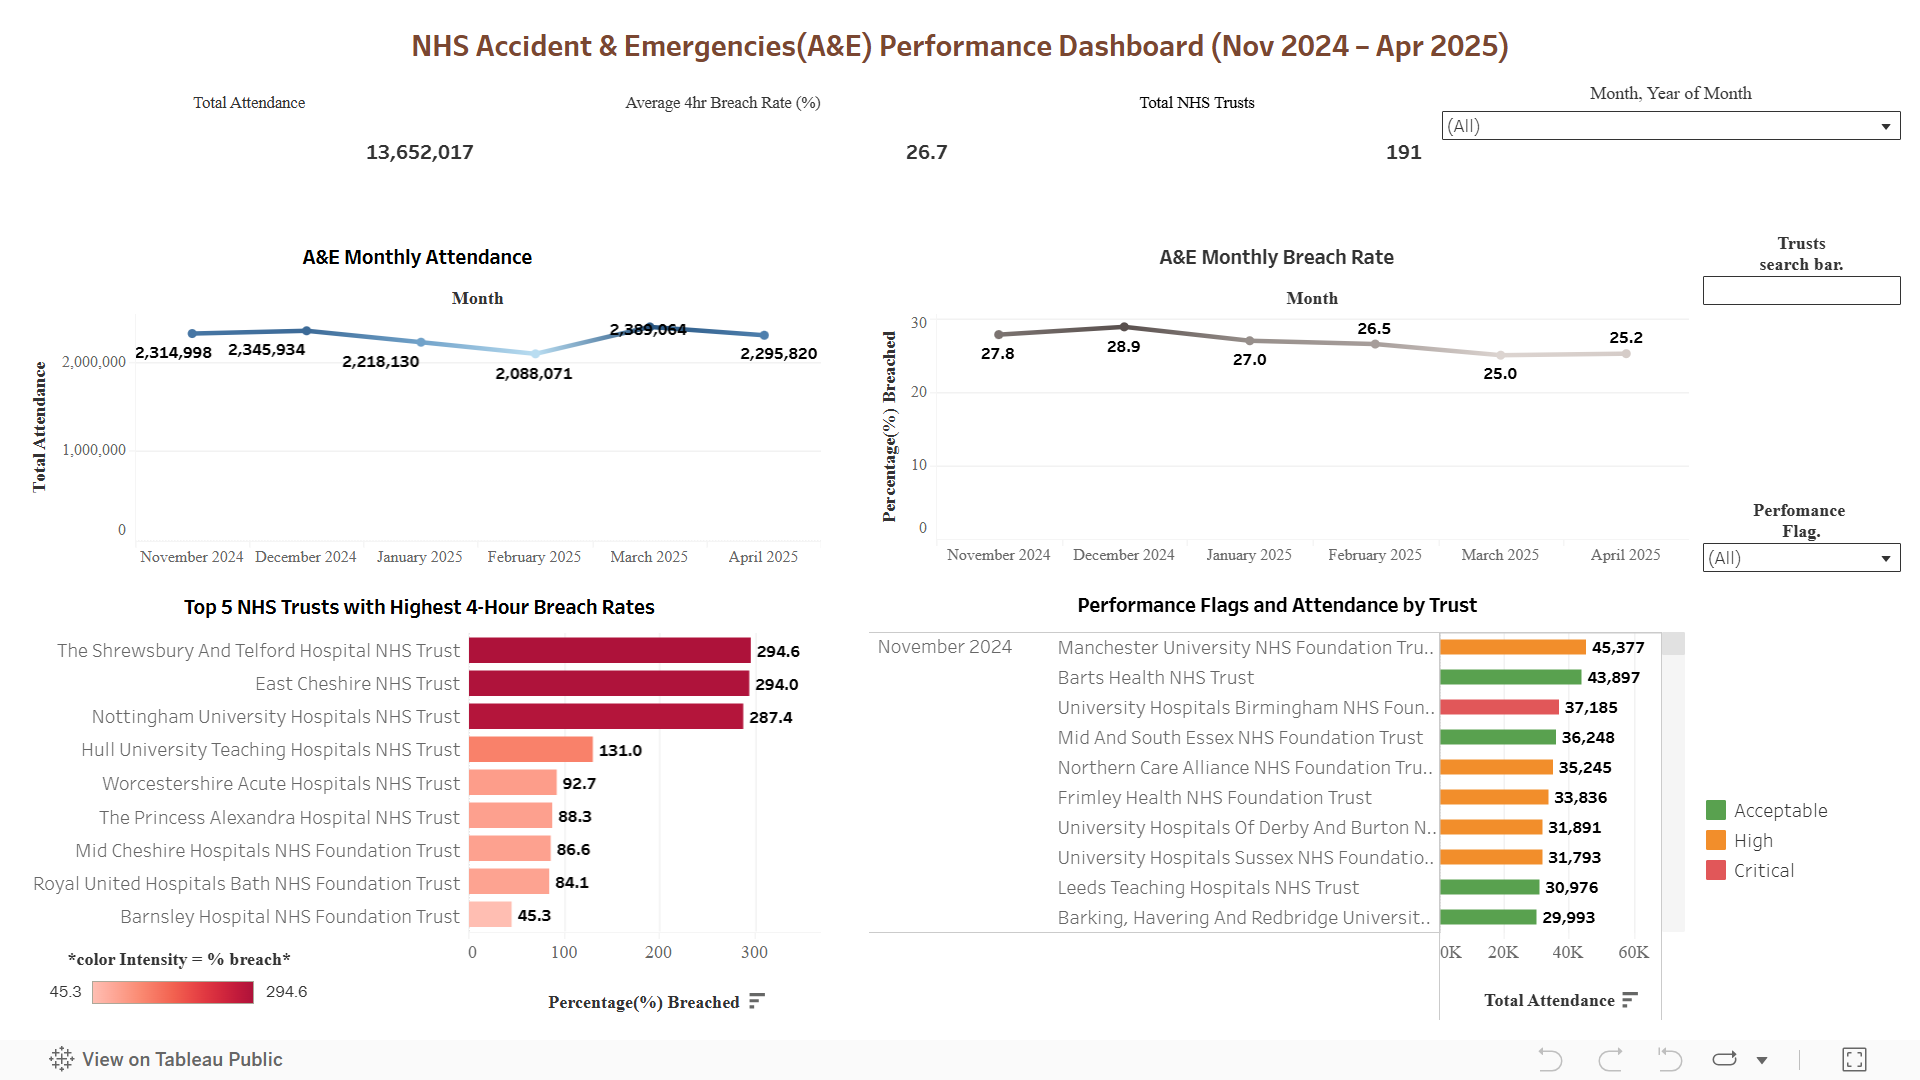 NHS Accident & Emergencies(A&E) Performance Dashboard (Nov 2024 – Apr 2025)
Total Attendance
13,652,017
Average 4hr Breach Rate (%)
26.7
Total NHS Trusts
191
Month, Year of Month
(All)
A&E Monthly Attendance
Month
Total Attendance
2,000,000
1,000,000
0
2,314,998
2,345,934
2,218,130
2,088,071
2,389,064
2,295,820
November 2024
December 2024
January 2025
February 2025
March 2025
April 2025
A&E Monthly Breach Rate
Month
Percentage(%) Breached
30
20
10
0
27.8
28.9
27.0
26.5
25.0
25.2
November 2024
December 2024
January 2025
February 2025
March 2025
April 2025
Trusts
search bar.
Perfomance
Flag.
(All)
Top 5 NHS Trusts with Highest 4-Hour Breach Rates
The Shrewsbury And Telford Hospital NHS Trust 294.6
East Cheshire NHS Trust 294.0
Nottingham University Hospitals NHS Trust 287.4
Hull University Teaching Hospitals NHS Trust 131.0
Worcestershire Acute Hospitals NHS Trust 92.7
The Princess Alexandra Hospital NHS Trust 88.3
Mid Cheshire Hospitals NHS Foundation Trust 86.6
Royal United Hospitals Bath NHS Foundation Trust 84.1
Barnsley Hospital NHS Foundation Trust 45.3
0 100 200 300
Percentage(%) Breached
*color Intensity = % breach*
45.3 294.6
Performance Flags and Attendance by Trust
November 2024
Manchester University NHS Foundation Tru.. 45,377
Barts Health NHS Trust 43,897
University Hospitals Birmingham NHS Foun.. 37,185
Mid And South Essex NHS Foundation Trust 36,248
Northern Care Alliance NHS Foundation Tru.. 35,245
Frimley Health NHS Foundation Trust 33,836
University Hospitals Of Derby And Burton N.. 31,891
University Hospitals Sussex NHS Foundatio.. 31,793
Leeds Teaching Hospitals NHS Trust 30,976
Barking, Havering And Redbridge Universit.. 29,993
0K 20K 40K 60K
Total Attendance
Acceptable
High
Critical
View on Tableau Public